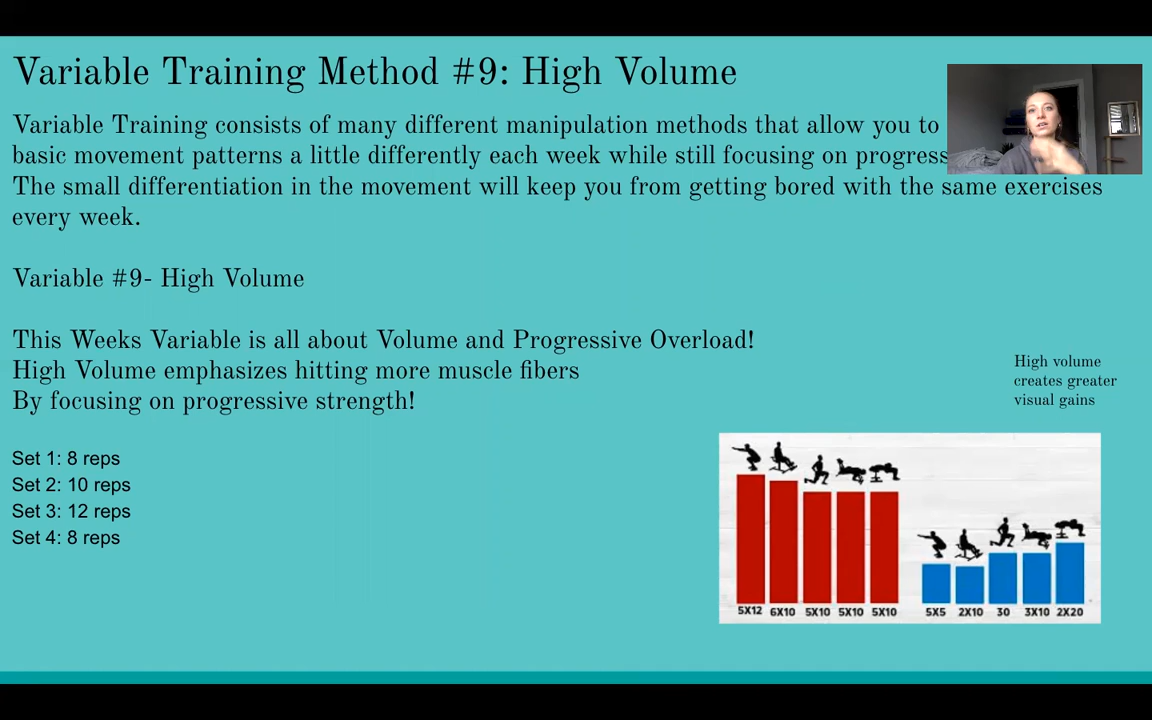 Variable Training Method #9: High Volume
Variable Training consists of many different manipulation methods that allow you to
basic movement patterns a little differently each week while still focusing on progress
The small differentiation in the movement will keep you from getting bored with the same exercises
every week.
Variable #9- High Volume
This Weeks Variable is all about Volume and Progressive Overload!
High Volume emphasizes hitting more muscle fibers
By focusing on progressive strength!
High volume
creates greater
visual gains
Set 1: 8 reps
Set 2: 10 reps
Set 3: 12 reps
Set 4: 8 reps
5X12 6X10 5X10 5X10 5X10 5X5 2X10 30 3X10 2X20